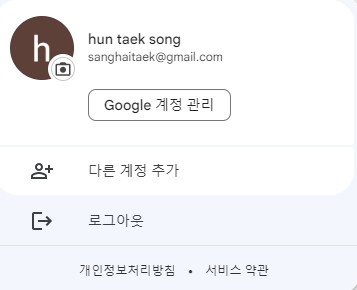 h
hun taek song
sanghaitaek@gmail.com
Google 계정 관리
다른 계정 추가
로그아웃
개인정보처리방침 • 서비스 약관